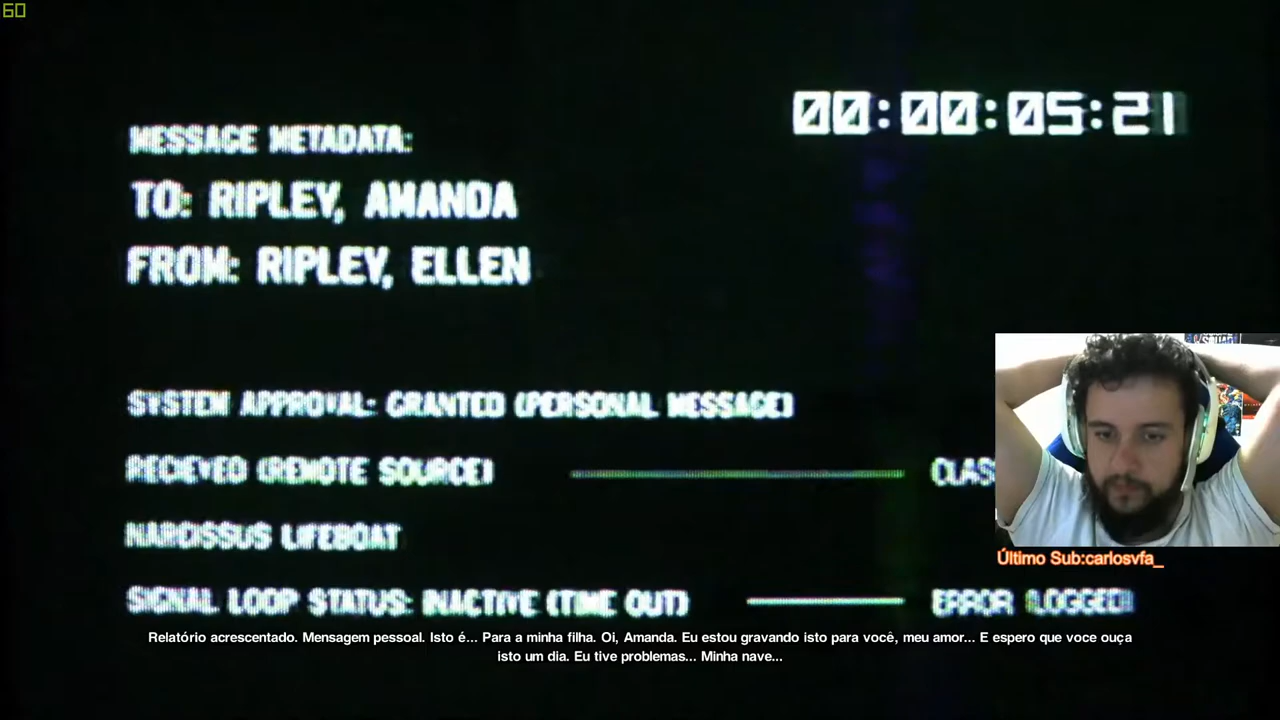 60
00:00:05:21
MESSAGE METADATA:
TO: RIPLEY, AMANDA
FROM: RIPLEY, ELLEN
SYSTEM APPROVAL: GRANTED (PERSONAL MESSAGE)
RECIEVED (REMOTE SOURCE) CLAS
NARCISSUS LIFEBOAT
Último Sub:carlosvfa_
SIGNAL LOOP STATUS: INACTIVE (TIME OUT) ERROR (LOGGED)
Relatório acrescentado. Mensagem pessoal. Isto é... Para a minha filha. Oi, Amanda. Eu estou gravando isto para você, meu amor... E espero que voce ouça
isto um dia. Eu tive problemas... Minha nave...